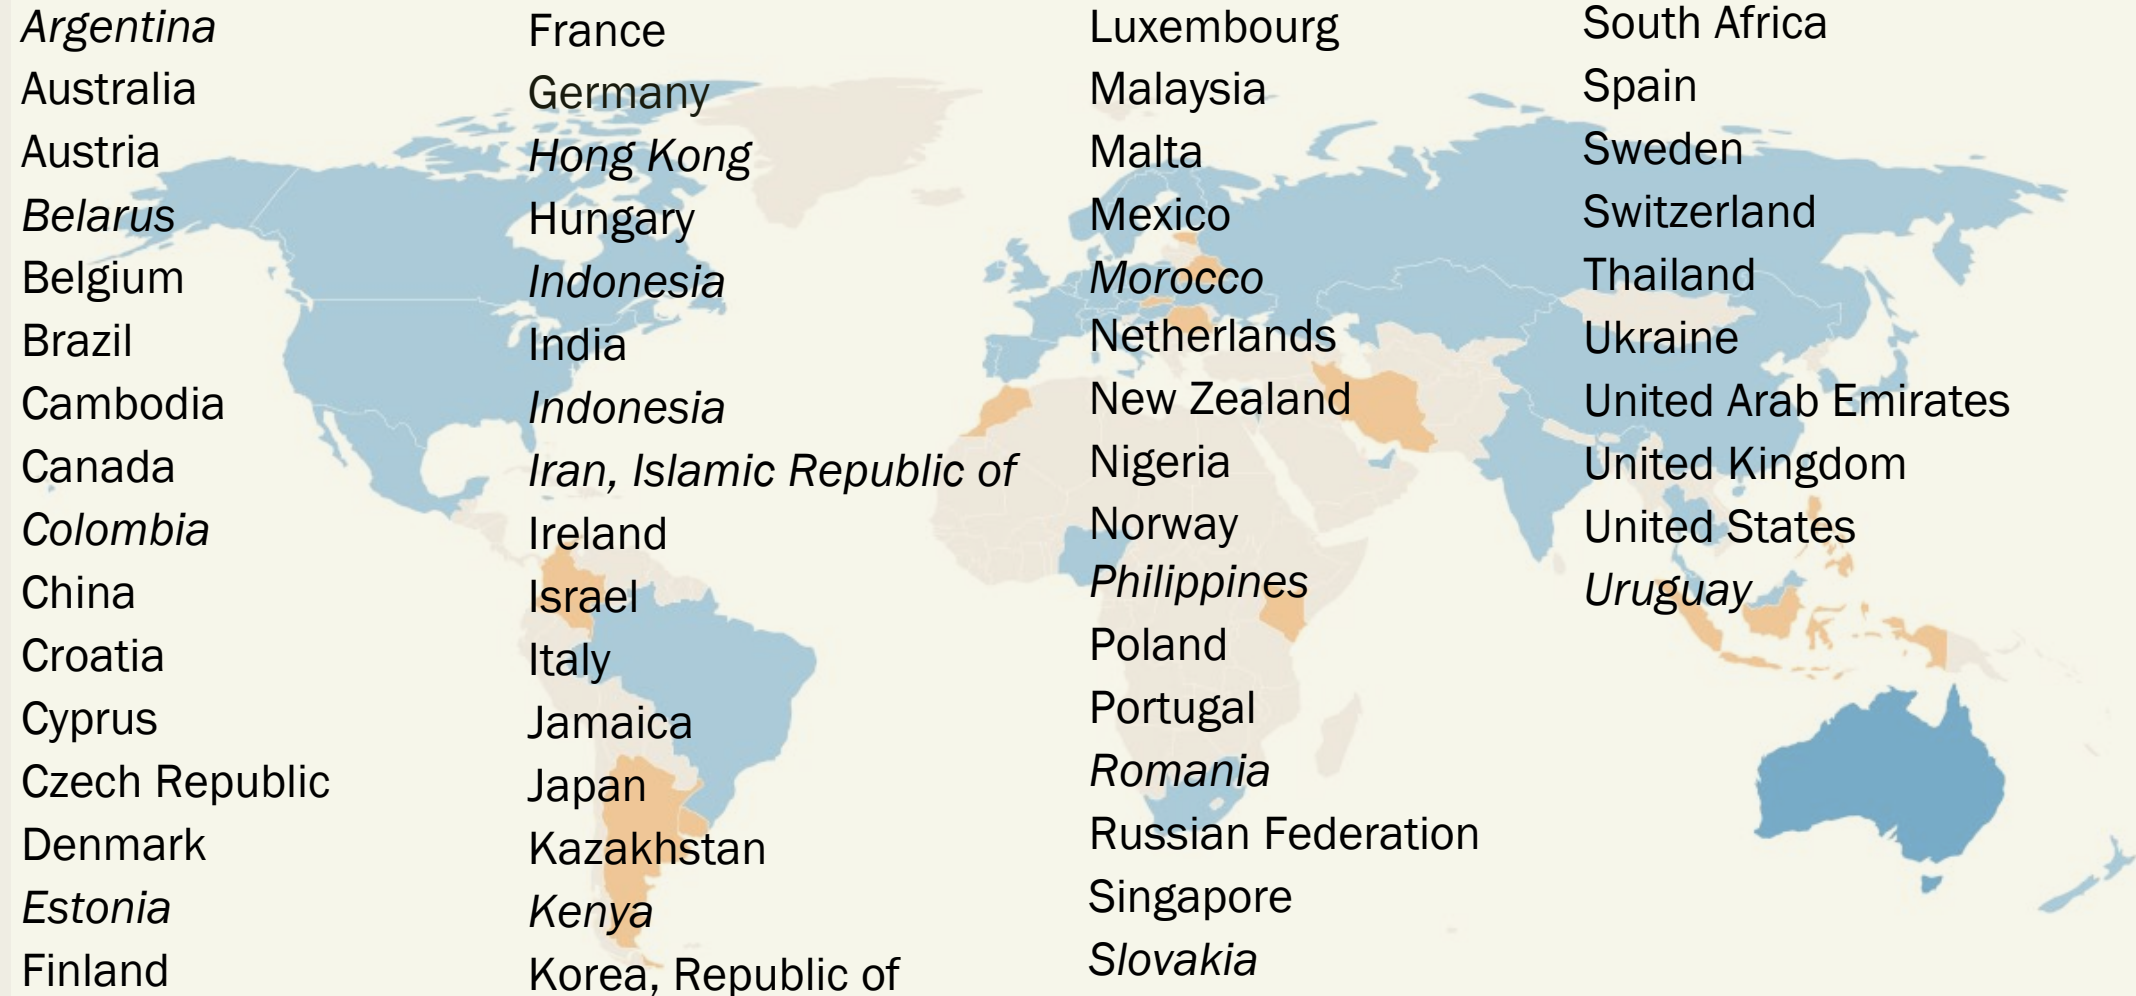 Argentina
Australia
Austria
Belarus
Belgium
Brazil
Cambodia
Canada
Colombia
China
Croatia
Cyprus
Czech Republic
Denmark
Estonia
Finland
France
Germany
Hong Kong
Hungary
Indonesia
India
Indonesia
Iran, Islamic Republic of
Ireland
Israel
Italy
Jamaica
Japan
Kazakhstan
Kenya
Korea, Republic of
Luxembourg
Malaysia
Malta
Mexico
Morocco
Netherlands
New Zealand
Nigeria
Norway
Philippines
Poland
Portugal
Romania
Russian Federation
Singapore
Slovakia
South Africa
Spain
Sweden
Switzerland
Thailand
Ukraine
United Arab Emirates
United Kingdom
United States
Uruguay